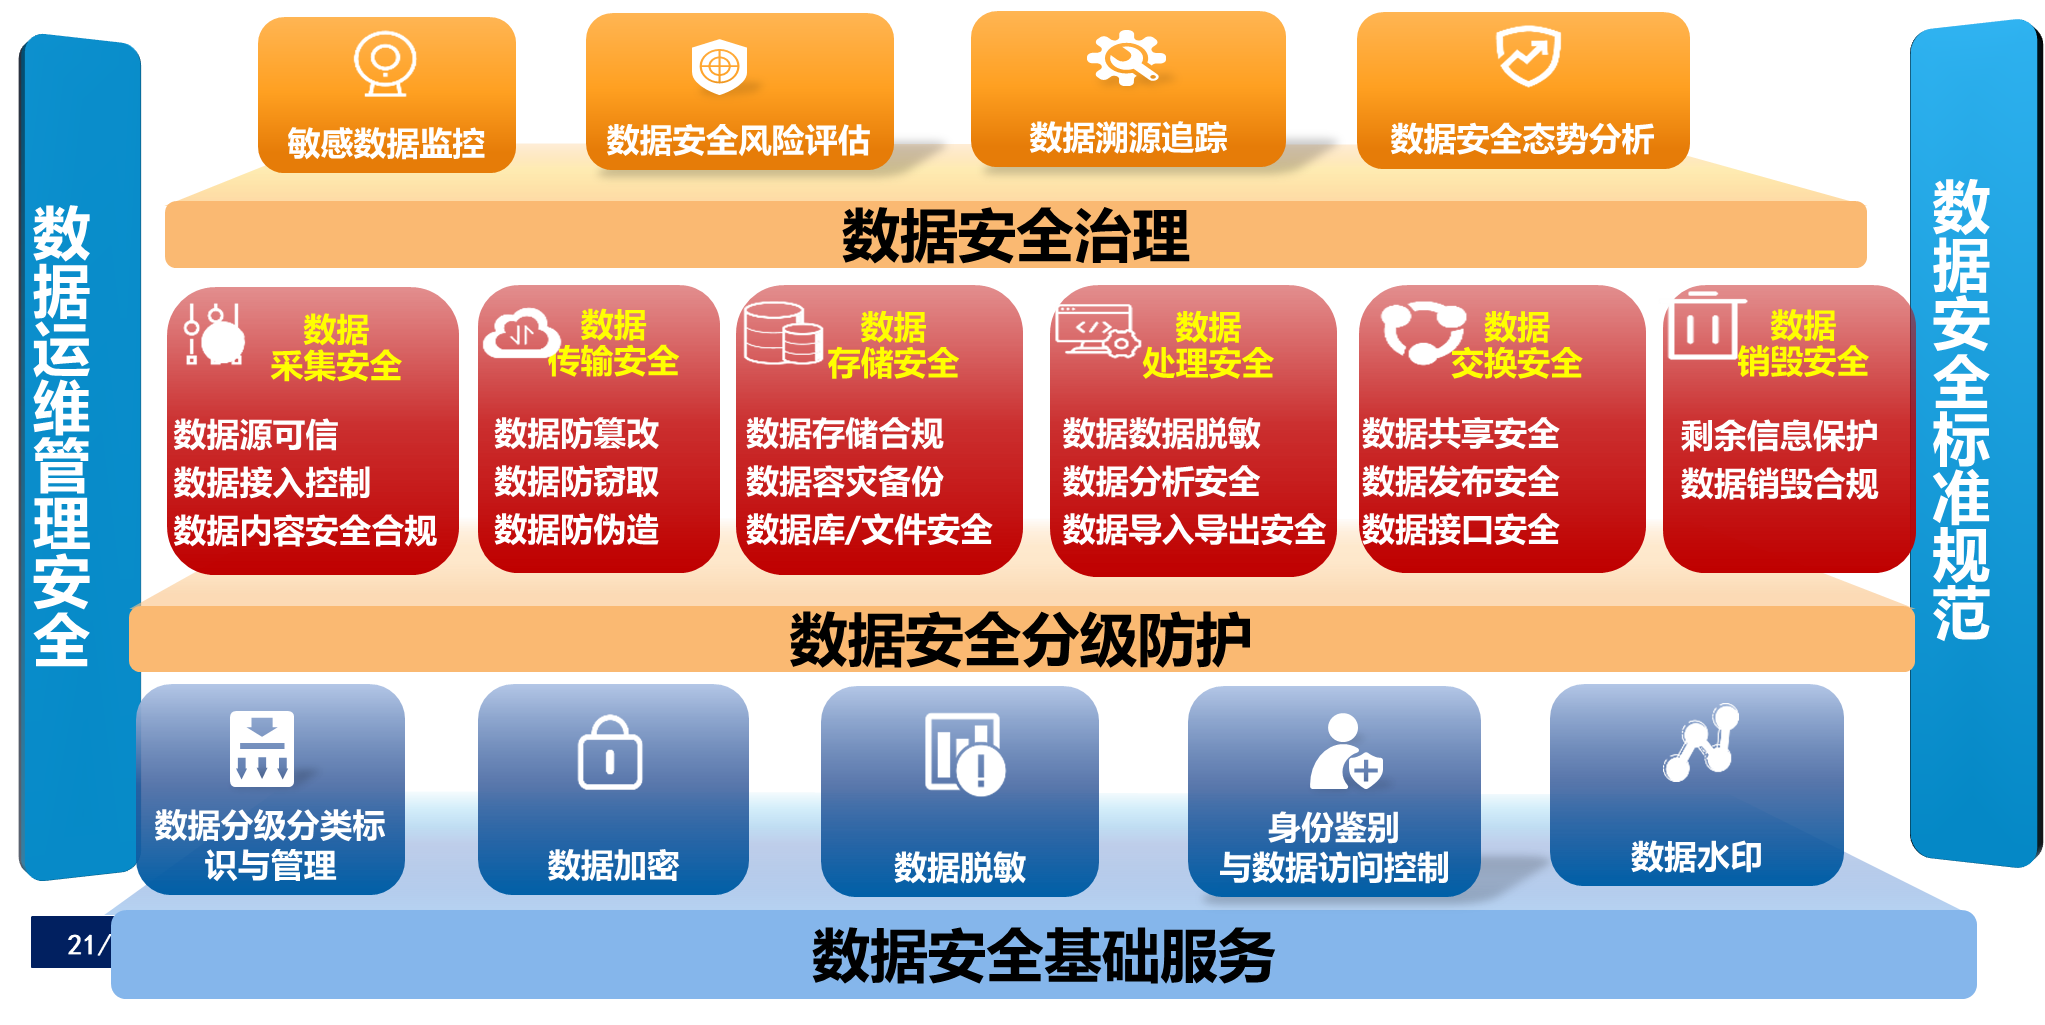 敏感数据监控
数据安全风险评估
数据溯源追踪
数据安全态势分析
数据安全治理
数据运维管理安全
数据安全标准规范
数据
采集安全
数据源可信
数据接入控制
数据内容安全合规
数据
传输安全
数据防篡改
数据防窃取
数据防伪造
数据
存储安全
数据存储合规
数据容灾备份
数据库/文件安全
数据
处理安全
数据数据脱敏
数据分析安全
数据导入导出安全
数据
交换安全
数据共享安全
数据发布安全
数据接口安全
数据
销毁安全
剩余信息保护
数据销毁合规
数据安全分级防护
数据分级分类标
识与管理
数据加密
数据脱敏
身份鉴别
与数据访问控制
数据水印
21/
数据安全基础服务